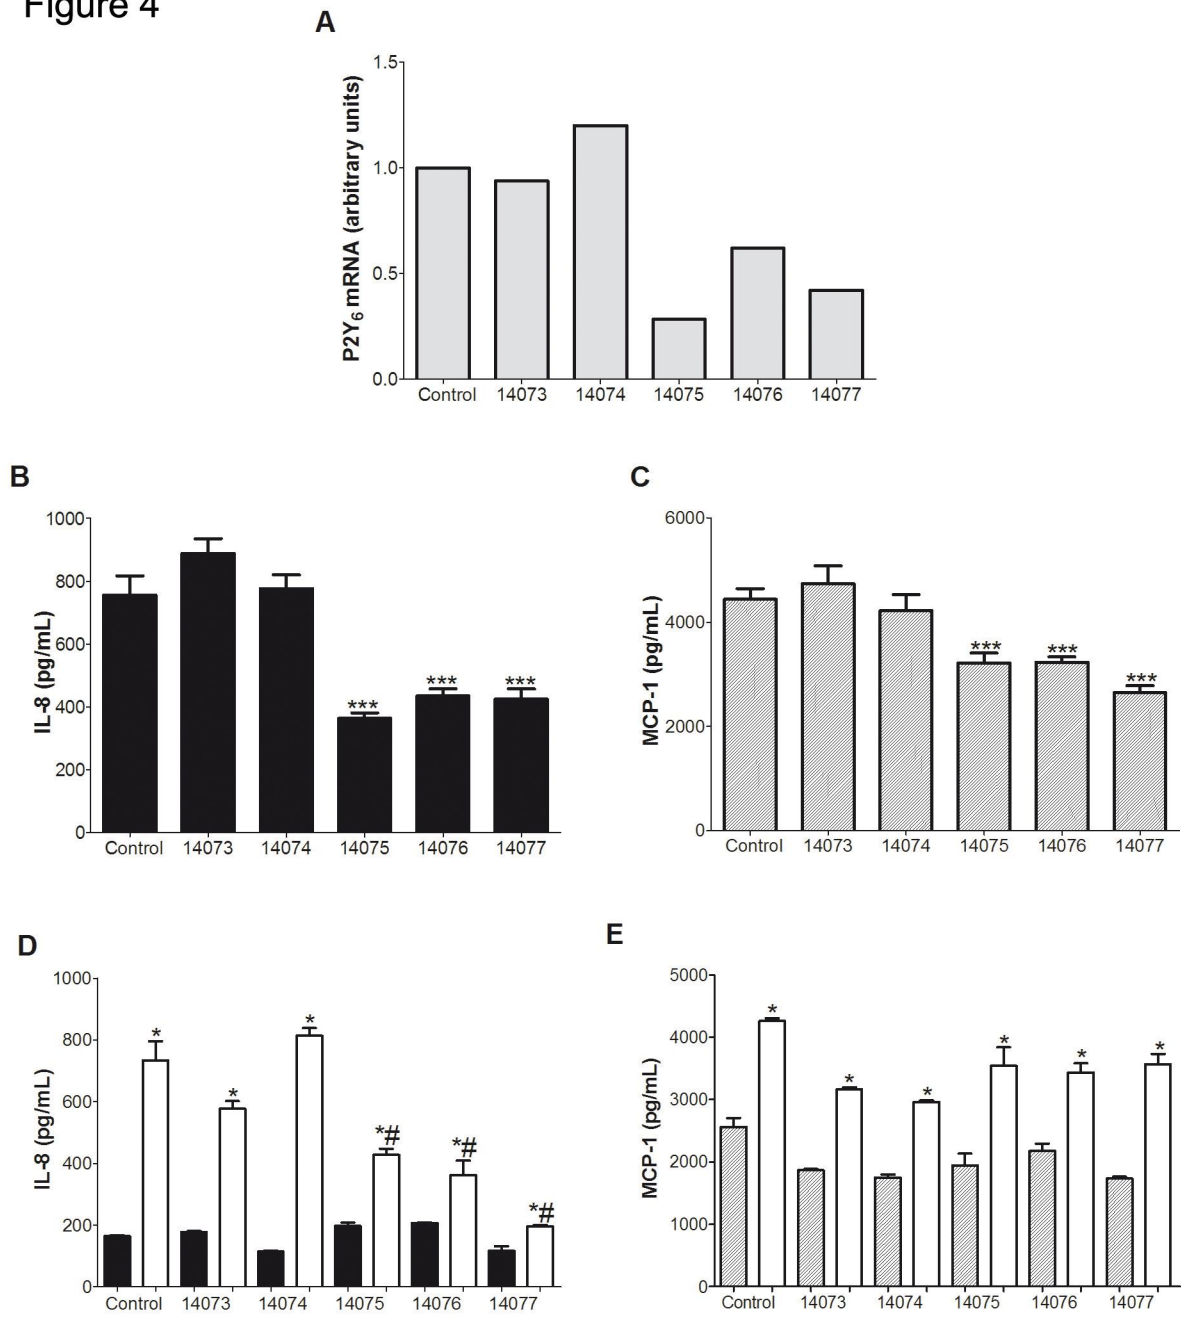 Figure 4
A
P2Y6 mRNA (arbitrary units)
1.5
1.0
0.5
0.0
Control 14073 14074 14075 14076 14077
B
IL-8 (pg/mL)
1000
800
600
400
200
0
*** *** ***
Control 14073 14074 14075 14076 14077
C
MCP-1 (pg/mL)
6000
4000
2000
0
*** *** ***
Control 14073 14074 14075 14076 14077
D
IL-8 (pg/mL)
1000
800
600
400
200
0
* * * *# *# *#
Control 14073 14074 14075 14076 14077
E
MCP-1 (pg/mL)
5000
4000
3000
2000
1000
0
* * * * * *
Control 14073 14074 14075 14076 14077